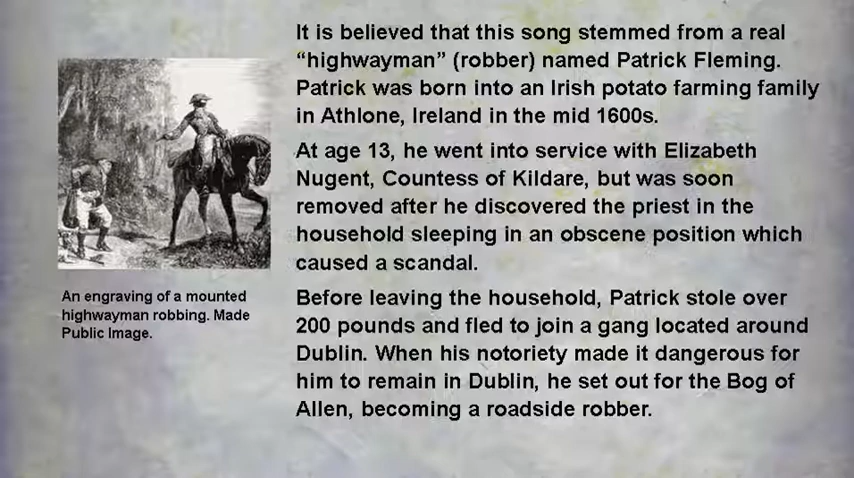 It is believed that this song stemmed from a real
“highwayman” (robber) named Patrick Fleming.
Patrick was born into an Irish potato farming family
in Athlone, Ireland in the mid 1600s.
At age 13, he went into service with Elizabeth
Nugent, Countess of Kildare, but was soon
removed after he discovered the priest in the
household sleeping in an obscene position which
caused a scandal.
Before leaving the household, Patrick stole over
200 pounds and fled to join a gang located around
Dublin. When his notoriety made it dangerous for
him to remain in Dublin, he set out for the Bog of
Allen, becoming a roadside robber.
An engraving of a mounted
highwayman robbing. Made
Public Image.